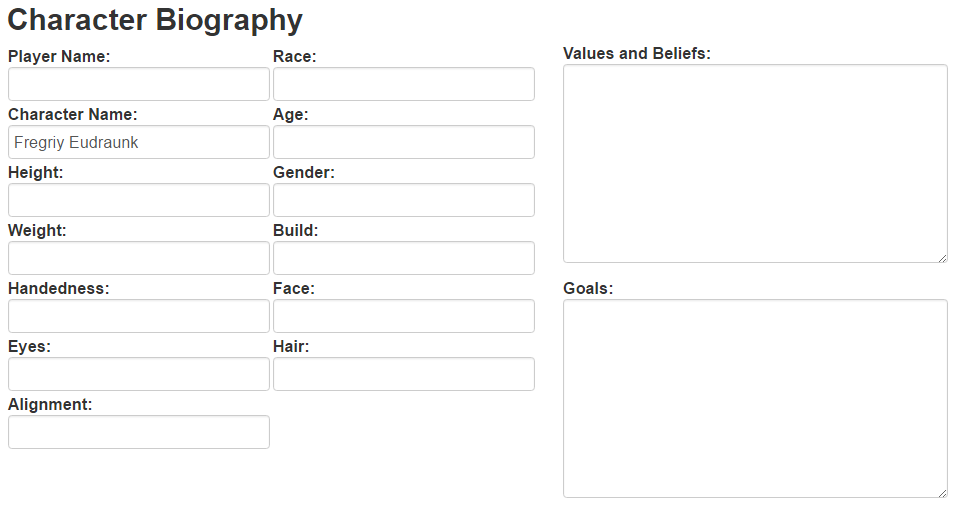 Character Biography
Player Name:
Race:
Character Name:
Fregriy Eudraunk
Age:
Height:
Gender:
Weight:
Build:
Handedness:
Face:
Eyes:
Hair:
Alignment:
Values and Beliefs:
Goals: